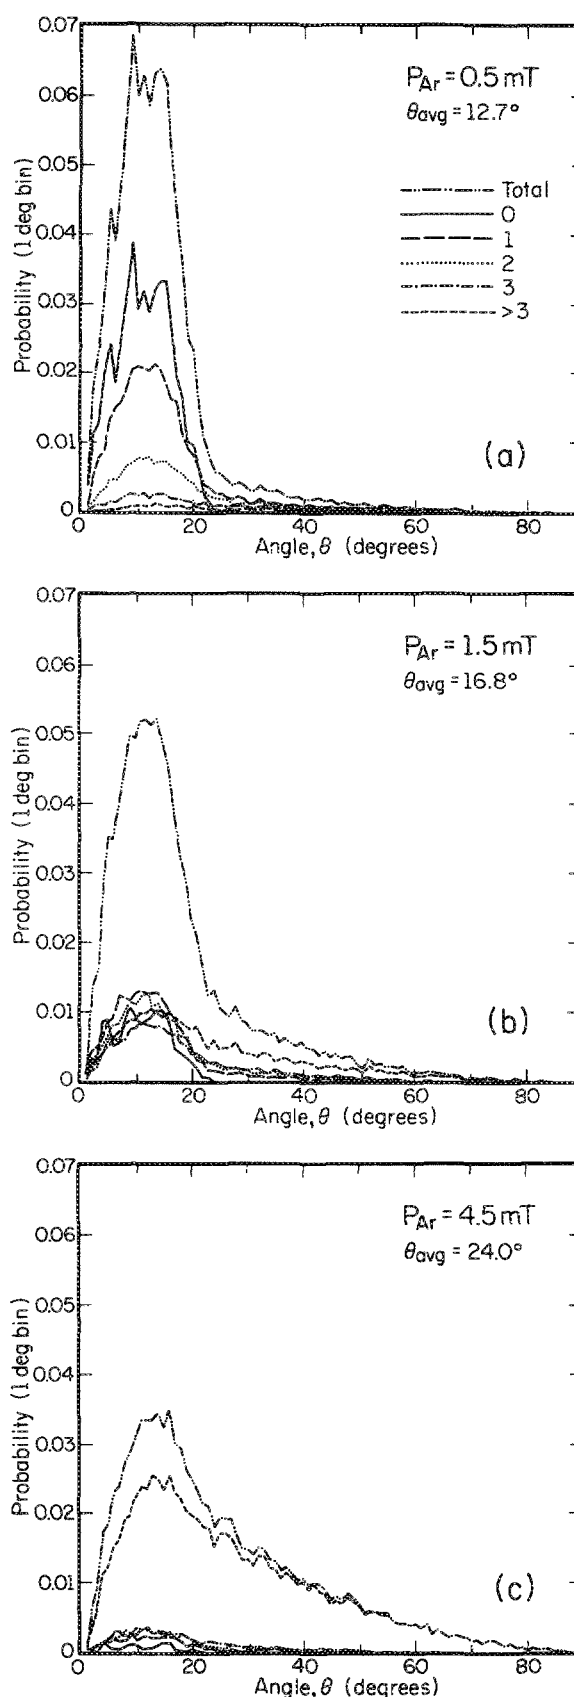 0.07
0.06
0.05
0.04
0.03
0.02
0.01
0
Probability (1 deg bin)
P_Ar = 0.5 mT
θavg = 12.7°
Total
0
1
2
3
>3
(a)
0 20 40 60 80
Angle, θ (degrees)
0.07
0.06
0.05
0.04
0.03
0.02
0.01
0
Probability (1 deg bin)
P_Ar = 1.5 mT
θavg = 16.8°
(b)
0 20 40 60 80
Angle, θ (degrees)
0.07
0.06
0.05
0.04
0.03
0.02
0.01
0
Probability (1 deg bin)
P_Ar = 4.5 mT
θavg = 24.0°
(c)
0 20 40 60 80
Angle, θ (degrees)